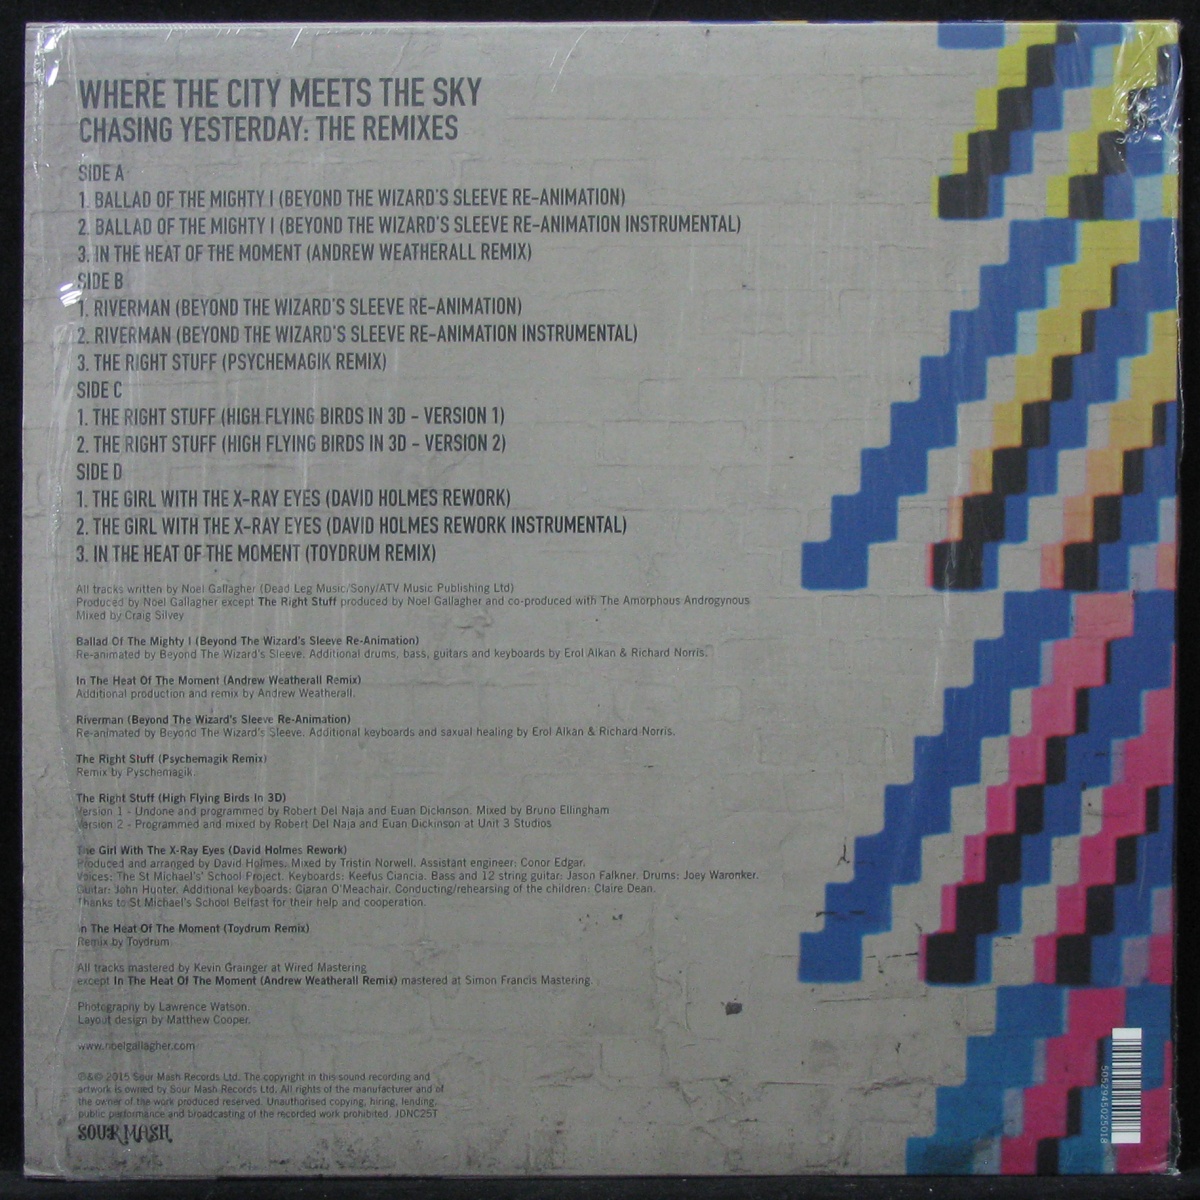 WHERE THE CITY MEETS THE SKY
CHASING YESTERDAY: THE REMIXES
SIDE A
1. BALLAD OF THE MIGHTY I (BEYOND THE WIZARD'S SLEEVE RE-ANIMATION)
2. BALLAD OF THE MIGHTY I (BEYOND THE WIZARD'S SLEEVE RE-ANIMATION INSTRUMENTAL)
3. IN THE HEAT OF THE MOMENT (ANDREW WEATHERALL REMIX)
SIDE B
1. RIVERMAN (BEYOND THE WIZARD'S SLEEVE RE-ANIMATION)
2. RIVERMAN (BEYOND THE WIZARD'S SLEEVE RE-ANIMATION INSTRUMENTAL)
3. THE RIGHT STUFF (PSYCHEMAGIK REMIX)
SIDE C
1. THE RIGHT STUFF (HIGH FLYING BIRDS IN 3D - VERSION 1)
2. THE RIGHT STUFF (HIGH FLYING BIRDS IN 3D - VERSION 2)
SIDE D
1. THE GIRL WITH THE X-RAY EYES (DAVID HOLMES REWORK)
2. THE GIRL WITH THE X-RAY EYES (DAVID HOLMES REWORK INSTRUMENTAL)
3. IN THE HEAT OF THE MOMENT (TOYDRUM REMIX)
All tracks written by Noel Gallagher (Dead Leg Music/Sony/ATV Music Publishing Ltd)
Produced by Noel Gallagher except The Right Stuff produced by Noel Gallagher and co-produced with The Amorphous Androgynous
Mixed by Craig Silvey
Ballad Of The Mighty I (Beyond The Wizard's Sleeve Re-Animation)
Re-animated by Beyond The Wizard's Sleeve. Additional drums, bass, guitars and keyboards by Erol Alkan & Richard Norris.
In The Heat Of The Moment (Andrew Weatherall Remix)
Additional production and remix by Andrew Weatherall.
Riverman (Beyond The Wizard's Sleeve Re-Animation)
Re-animated by Beyond The Wizard's Sleeve. Additional keyboards and saxual healing by Erol Alkan & Richard Norris.
The Right Stuff (Psychemagik Remix)
Remix by Pyschemagik.
The Right Stuff (High Flying Birds In 3D)
Version 1 - Undone and programmed by Robert Del Naja and Euan Dickinson. Mixed by Bruno Ellingham
Version 2 - Programmed and mixed by Robert Del Naja and Euan Dickinson at Unit 3 Studios
The Girl With The X-Ray Eyes (David Holmes Rework)
Produced and arranged by David Holmes. Mixed by Tristin Norwell. Assistant engineer: Conor Edgar.
Voices: The St Michael's' School Project. Keyboards: Keefus Ciancia. Bass and 12 string guitar: Jason Falkner. Drums: Joey Waronker.
Guitar: John Hunter. Additional keyboards: Ciaran O'Meachair. Conducting/rehearsing of the children: Claire Dean.
Thanks to St Michael's School Belfast for their help and cooperation.
In The Heat Of The Moment (Toydrum Remix)
Remix by Toydrum
All tracks mastered by Kevin Grainger at Wired Mastering
except In The Heat Of The Moment (Andrew Weatherall Remix) mastered at Simon Francis Mastering.
Photography by Lawrence Watson.
Layout design by Matthew Cooper.
www.noelgallagher.com
℗&© 2015 Sour Mash Records Ltd. The copyright in this sound recording and
artwork is owned by Sour Mash Records Ltd. All rights of the manufacturer and of
the owner of the work produced reserved. Unauthorised copying, hiring, lending,
public performance and broadcasting of the recorded work prohibited. JDNC25T
SOUR MASH
5052945025018